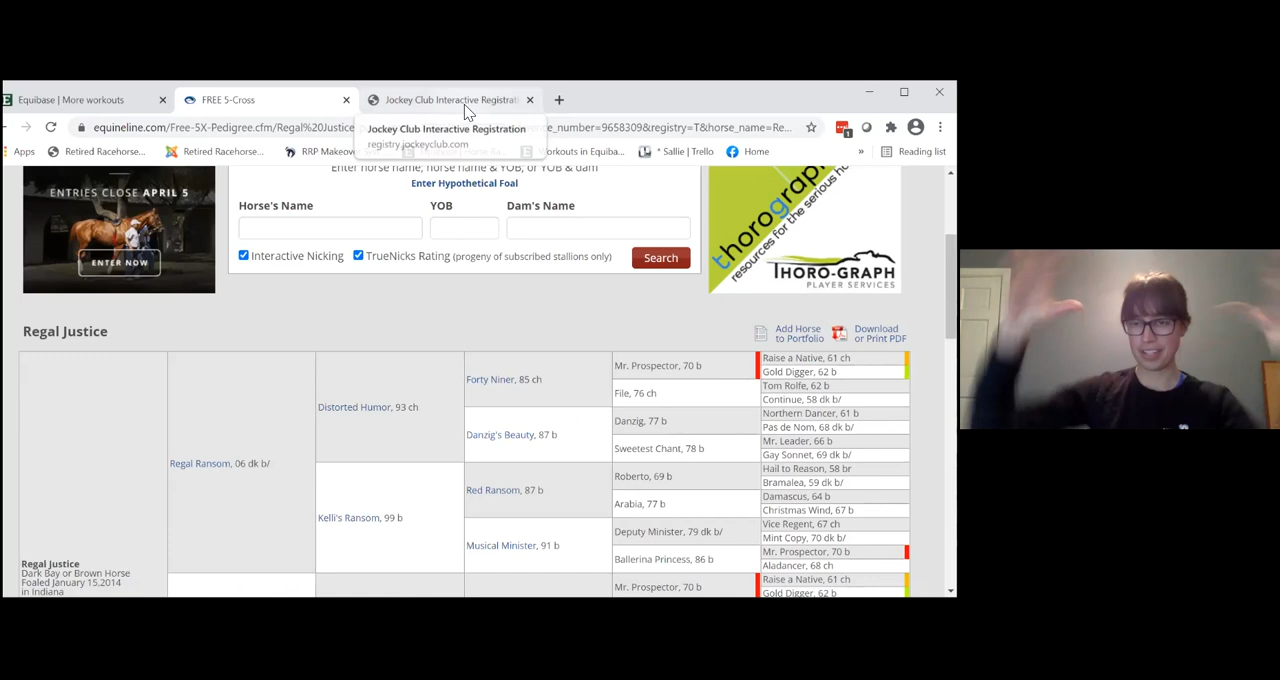 Equibase | More workouts
FREE 5-Cross
Jockey Club Interactive Registrat
equineline.com/Free-5X-Pedigree.cfm/Regal%20Justice
ence_number=9658309&registry=T&horse_name=Re...
1
Jockey Club Interactive Registration
registry.jockeyclub.com
Apps
Retired Racehorse...
Retired Racehorse...
RRP Makeover
Workouts in Equiba...
* Sallie | Trello
Home
»
Reading list
Enter horse name, horse name & YOB, or YOB & dam
Enter Hypothetical Foal
ENTRIES CLOSE APRIL 5
ENTER NOW
Horse's Name
YOB
Dam's Name
Interactive Nicking
TrueNicks Rating (progeny of subscribed stallions only)
Search
thorograph
resources for the serious ho
THORO-GRAPH
PLAYER SERVICES
Regal Justice
Add Horse
to Portfolio
Download
or Print PDF
Regal Justice
Dark Bay or Brown Horse
Foaled January 15,2014
in Indiana
Regal Ransom, 06 dk b/
Distorted Humor, 93 ch
Kelli's Ransom, 99 b
Forty Niner, 85 ch
Danzig's Beauty, 87 b
Red Ransom, 87 b
Musical Minister, 91 b
Mr. Prospector, 70 b
File, 76 ch
Danzig, 77 b
Sweetest Chant, 78 b
Roberto, 69 b
Arabia, 77 b
Deputy Minister, 79 dk b/
Ballerina Princess, 86 b
Mr. Prospector, 70 b
Raise a Native, 61 ch
Gold Digger, 62 b
Tom Rolfe, 62 b
Continue, 58 dk b/
Northern Dancer, 61 b
Pas de Nom, 68 dk b/
Mr. Leader, 66 b
Gay Sonnet, 69 dk b/
Hail to Reason, 58 br
Bramalea, 59 dk b/
Damascus, 64 b
Christmas Wind, 67 b
Vice Regent, 67 ch
Mint Copy, 70 dk b/
Mr. Prospector, 70 b
Aladancer, 68 ch
Raise a Native, 61 ch
Gold Digger, 62 b